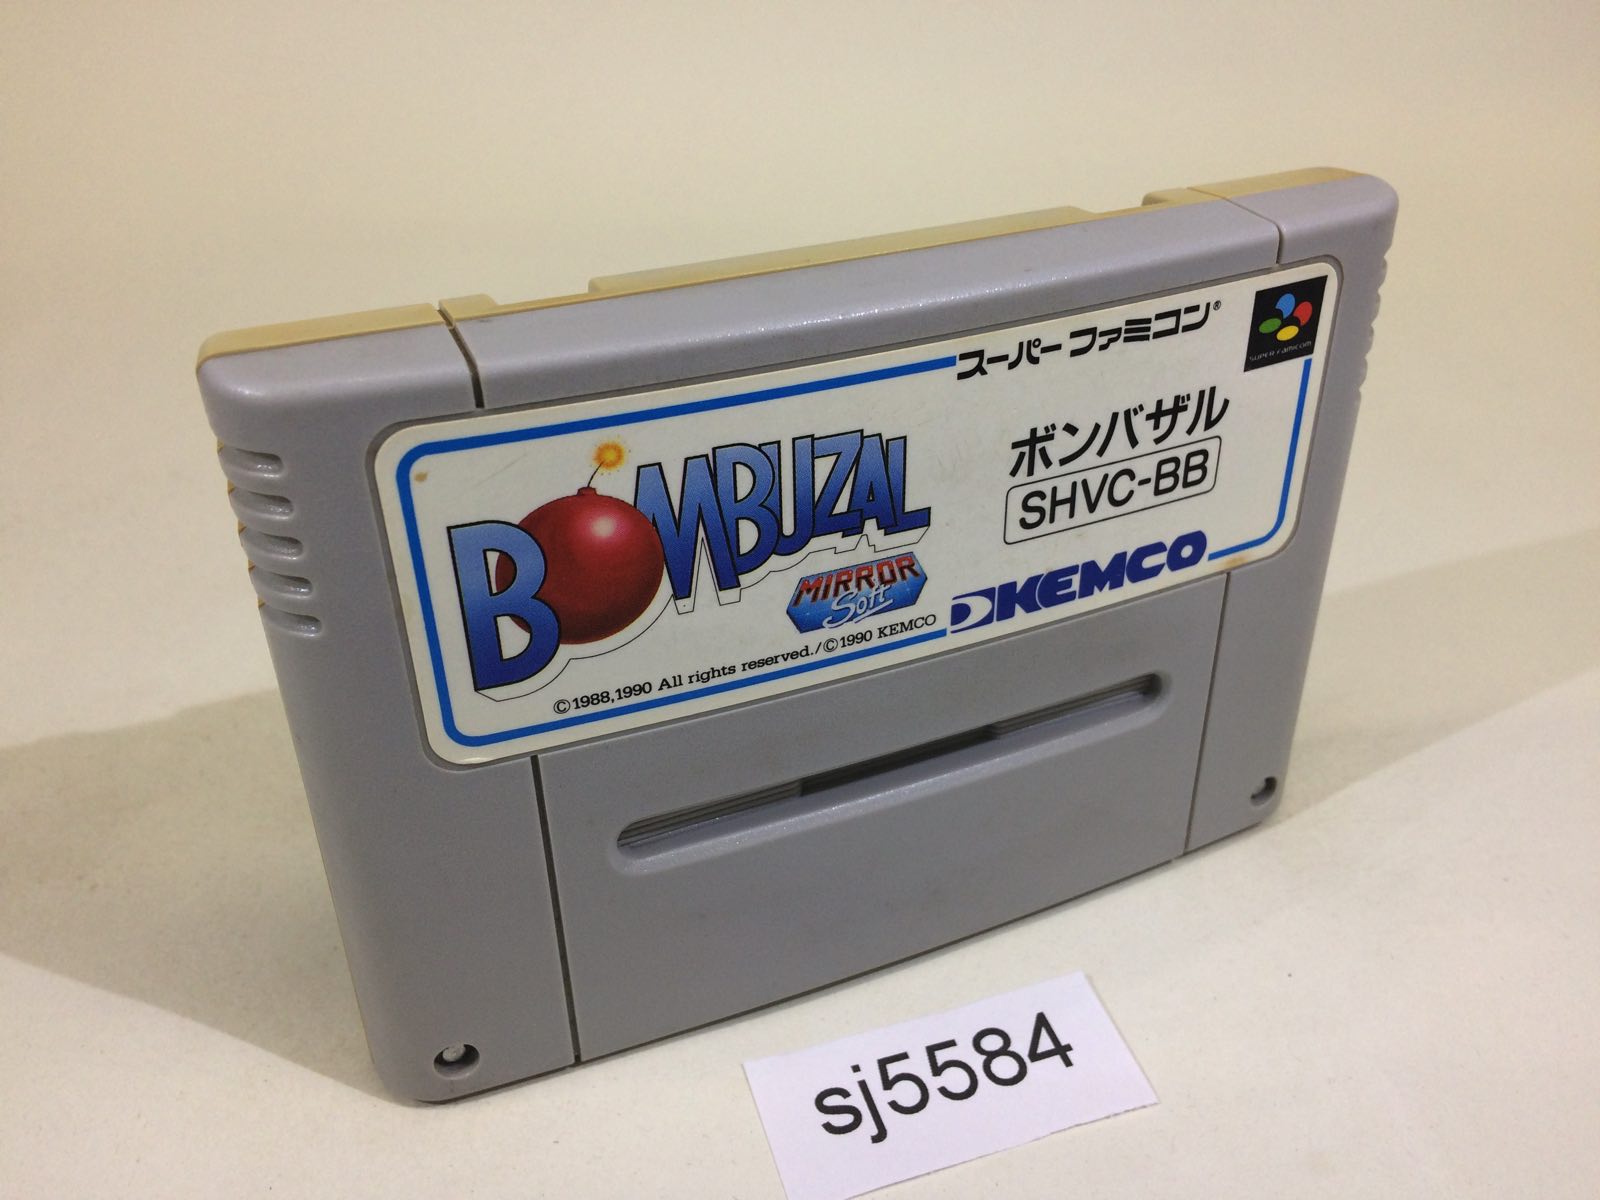 スーパーファミコン®
SUPER FAMICOM
BOMBUZAL
ボンバザル
SHVC-BB
MIRROR
Soft
KEMCO
©1988,1990 All rights reserved./©1990 KEMCO
sj5584